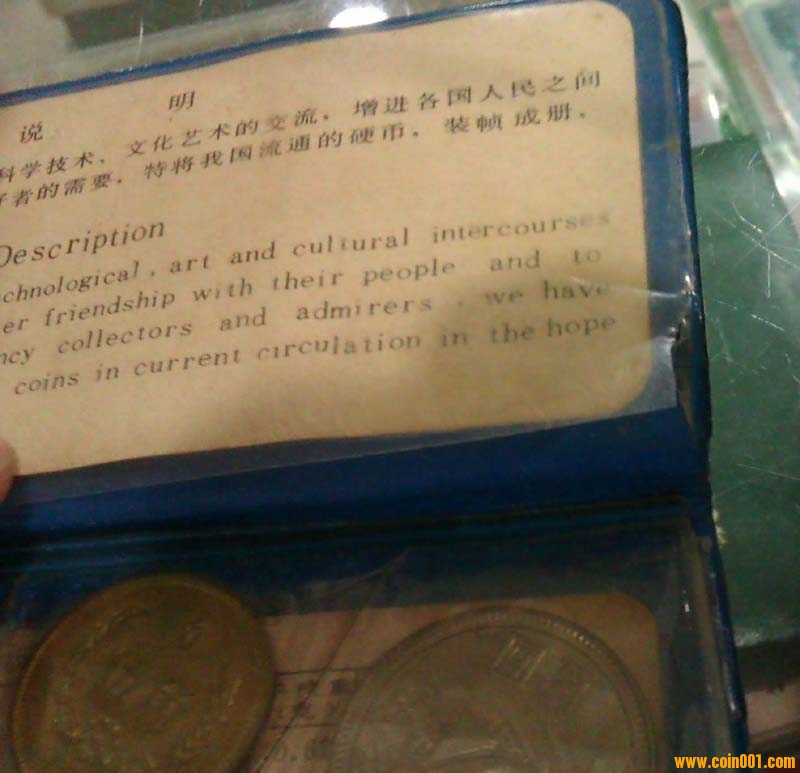 说 明
科学技术、文化艺术的交流，增进各国人民之间
好者的需要，特将我国流通的硬币，装帧成册，
Description
chnological, art and cultural intercourses
er friendship with their people and to
ncy collectors and admirers, we have
coins in current circulation in the hope
www.coin001.com